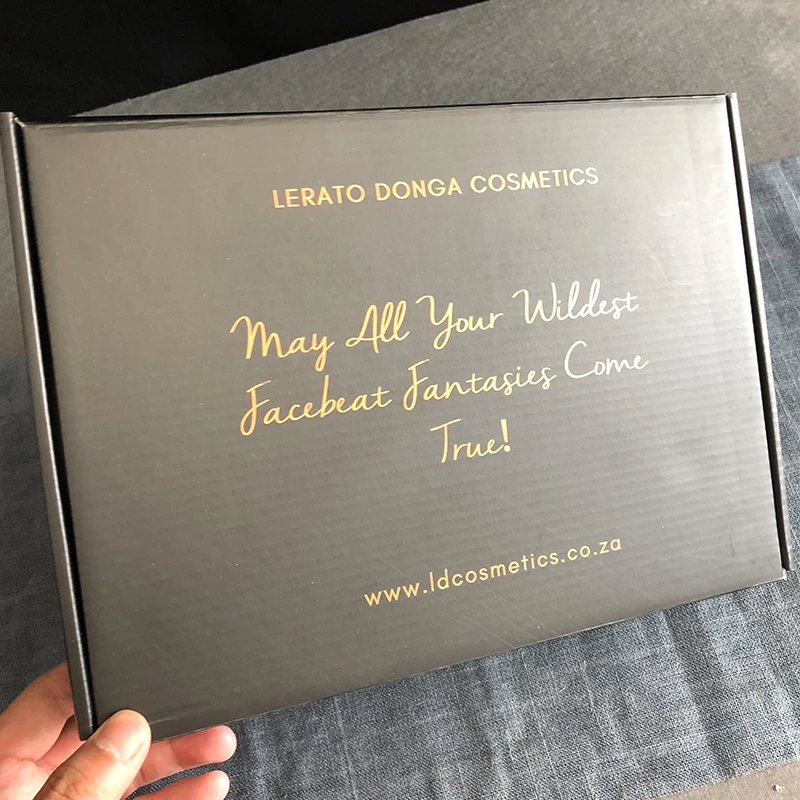 LERATO DONGA COSMETICS
May All Your Wildest
Facebeat Fantasies Come
True!
www.ldcosmetics.co.za